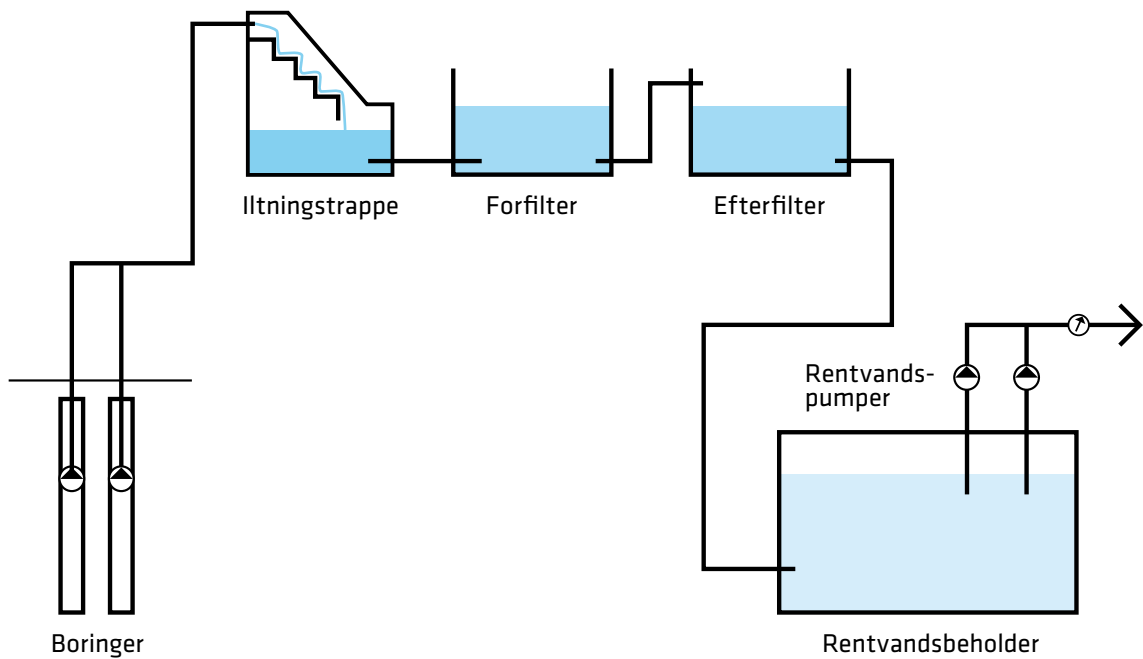 Iltningstrappe
Forfilter
Efterfilter
Rentvands-
pumper
Boringer
Rentvandsbeholder